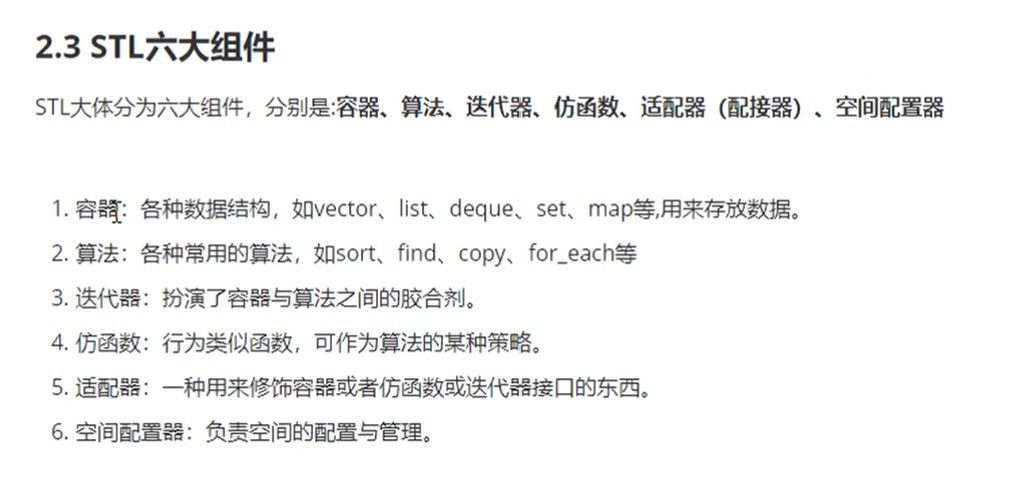 2.3 STL六大组件
STL大体分为六大组件，分别是:容器、算法、迭代器、仿函数、适配器（配接器）、空间配置器
1. 容器：各种数据结构，如vector、list、deque、set、map等,用来存放数据。
2. 算法：各种常用的算法，如sort、find、copy、for_each等
3. 迭代器：扮演了容器与算法之间的胶合剂。
4. 仿函数：行为类似函数，可作为算法的某种策略。
5. 适配器：一种用来修饰容器或者仿函数或迭代器接口的东西。
6. 空间配置器：负责空间的配置与管理。